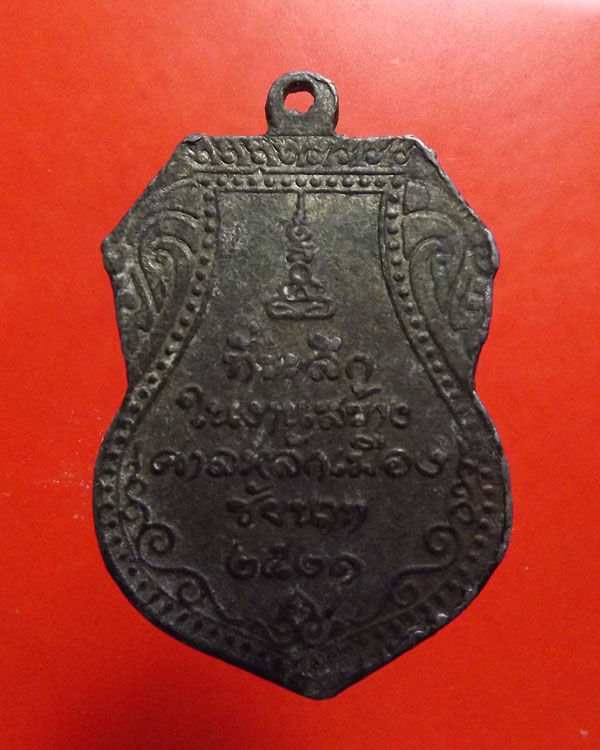 ที่ระลึก
ในงานสร้าง
ศาลหลักเมือง
ชัยนาท
๒๕๒๑